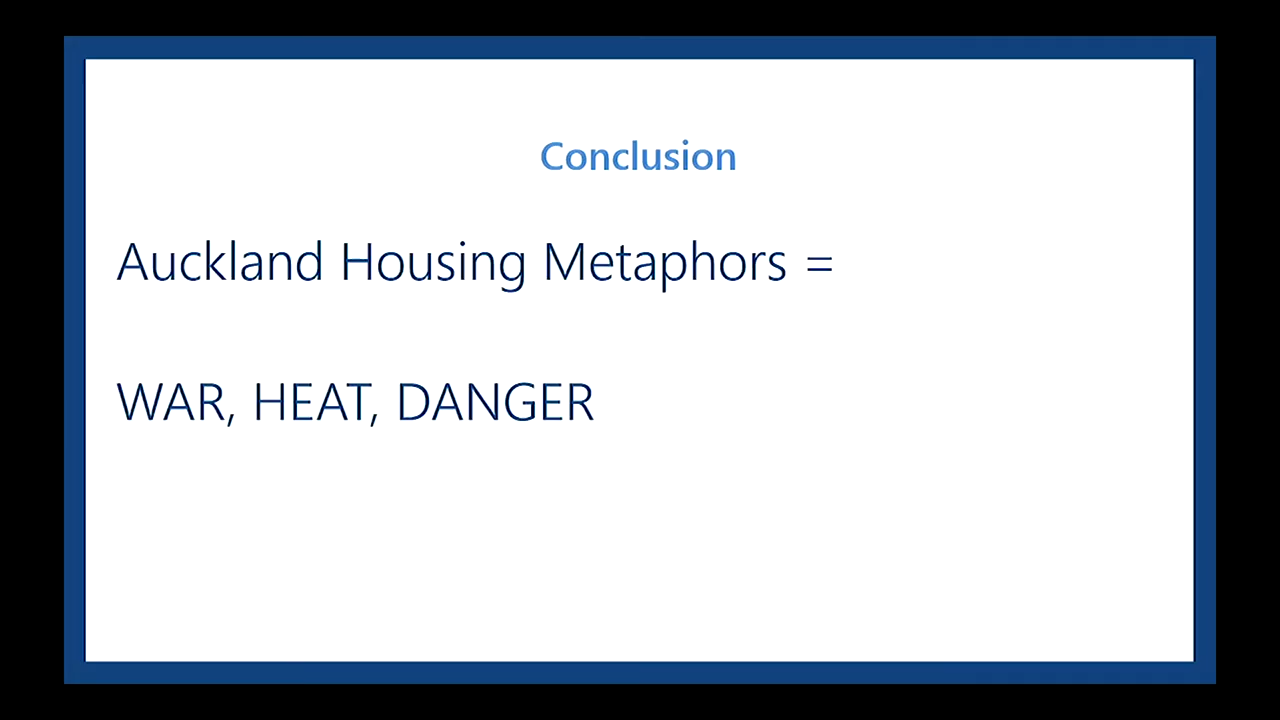 Conclusion
Auckland Housing Metaphors =
WAR, HEAT, DANGER